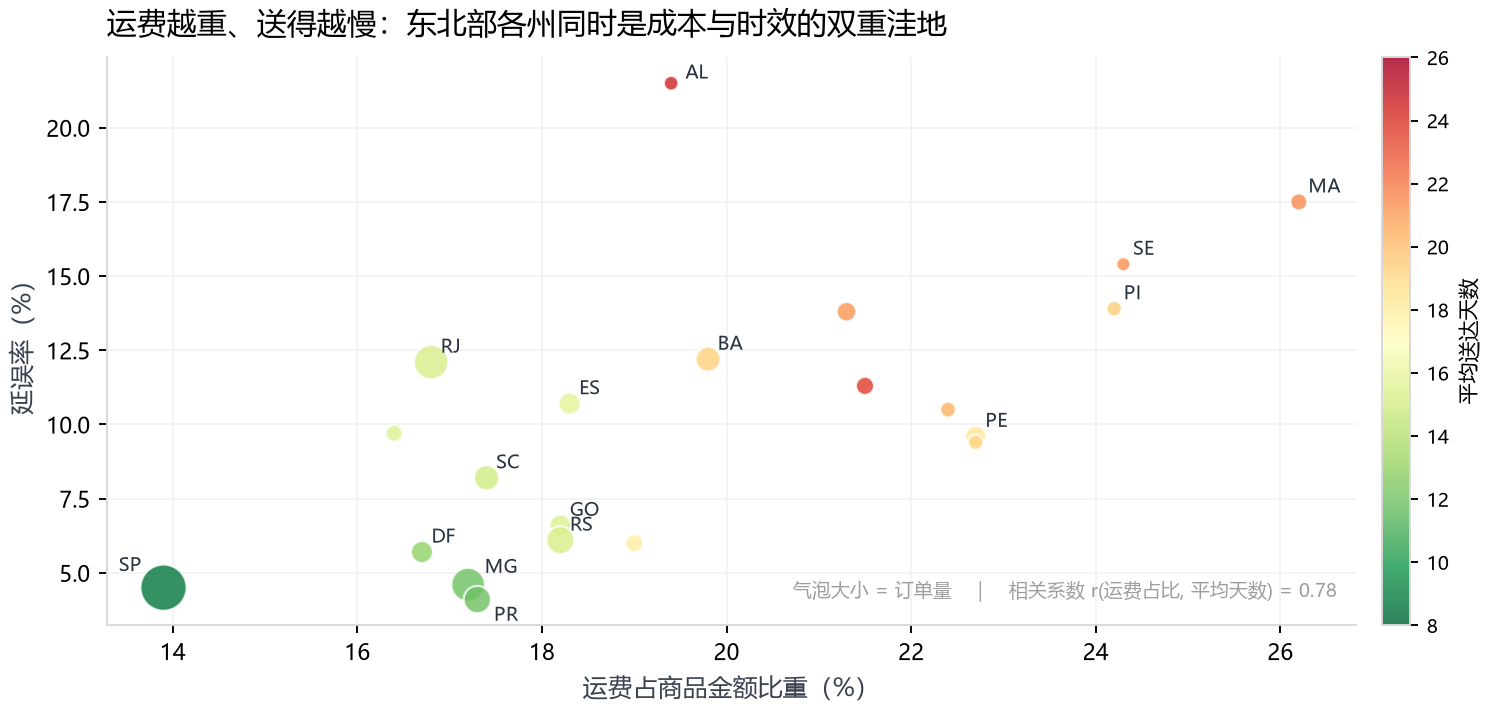 运费越重、送得越慢：东北部各州同时是成本与时效的双重洼地
延误率（%）
20.0
17.5
15.0
12.5
10.0
7.5
5.0
AL
MA
SE
PI
RJ
BA
ES
PE
SC
GO
RS
DF
SP
MG
PR
气泡大小 = 订单量 | 相关系数 r(运费占比, 平均天数) = 0.78
14 16 18 20 22 24 26
运费占商品金额比重（%）
26
24
22
20
18
16
14
12
10
8
平均送达天数